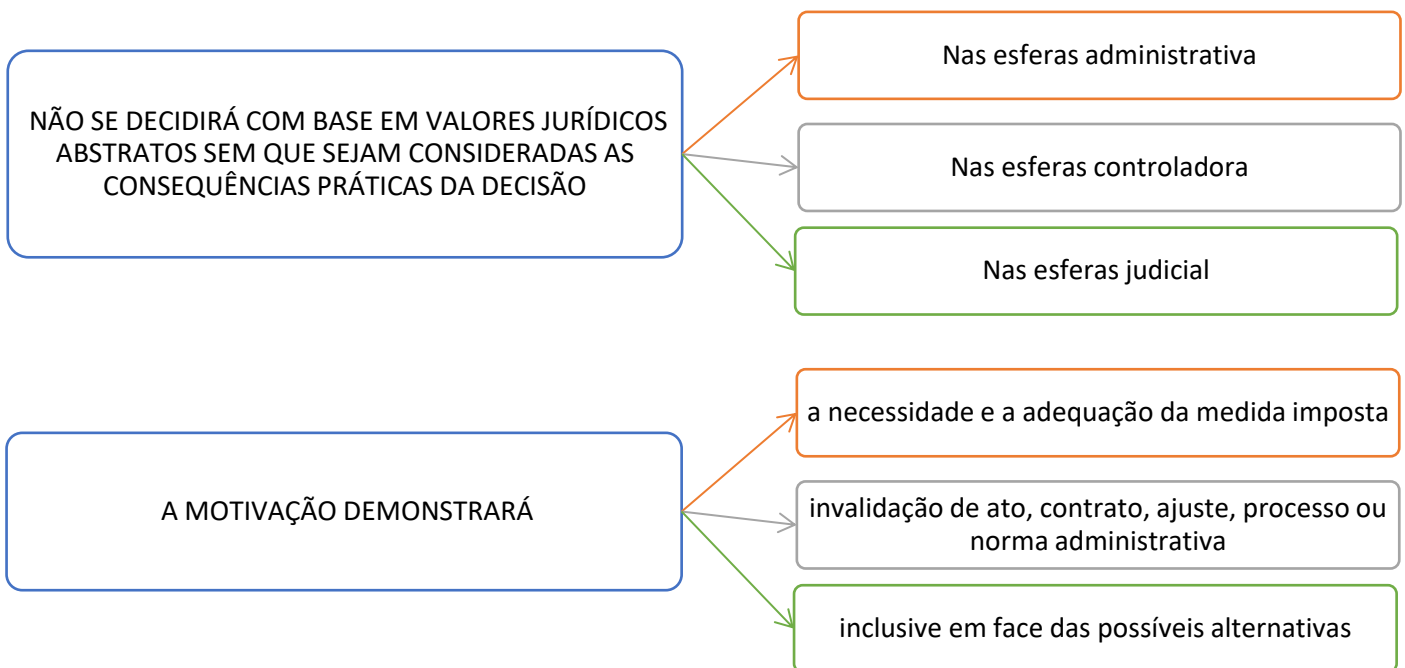 NÃO SE DECIDIRÁ COM BASE EM VALORES JURÍDICOS
ABSTRATOS SEM QUE SEJAM CONSIDERADAS AS
CONSEQUÊNCIAS PRÁTICAS DA DECISÃO
Nas esferas administrativa
Nas esferas controladora
Nas esferas judicial
A MOTIVAÇÃO DEMONSTRARÁ
a necessidade e a adequação da medida imposta
invalidação de ato, contrato, ajuste, processo ou
norma administrativa
inclusive em face das possíveis alternativas